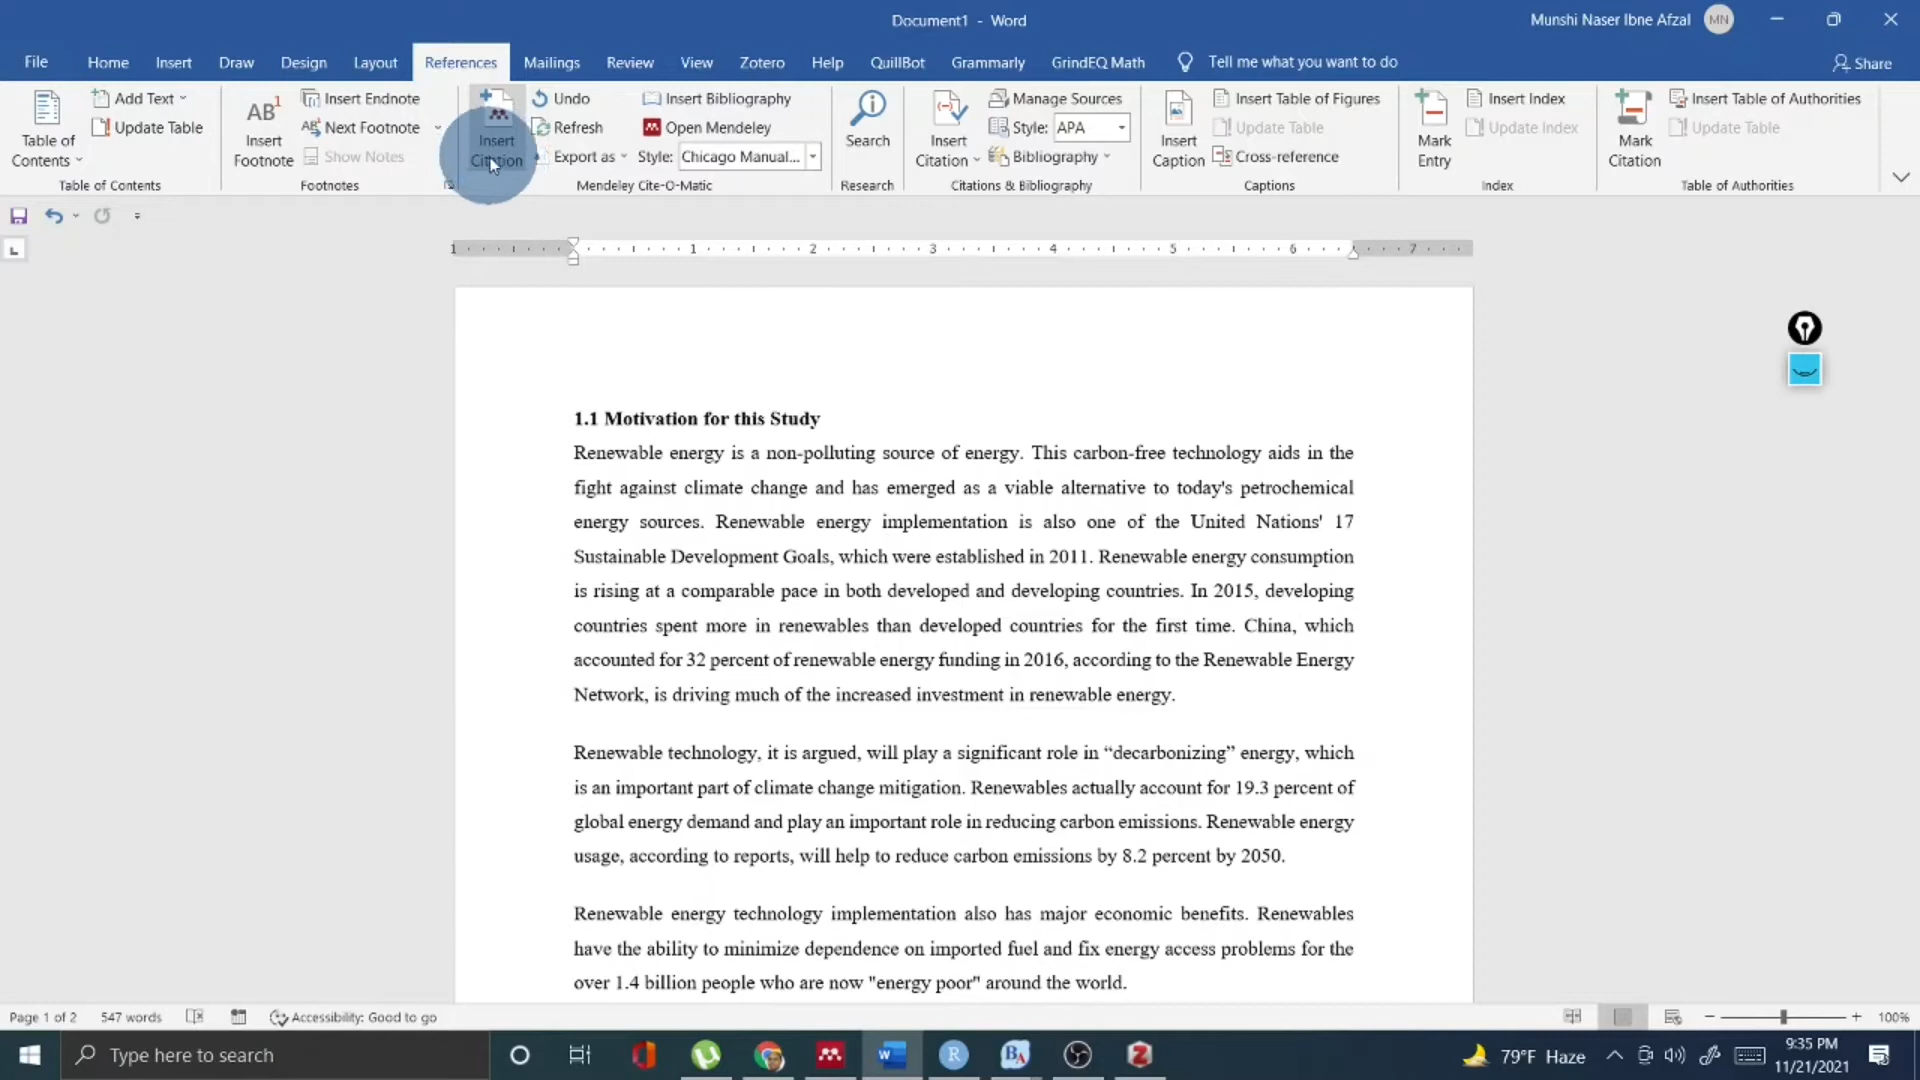 Document1 - Word
Munshi Naser Ibne Afzal
MN
File
Home
Insert
Draw
Design
Layout
References
Mailings
Review
View
Zotero
Help
QuillBot
Grammarly
GrindEQ Math
Tell me what you want to do
Share
Table of
Contents
Add Text
Update Table
Table of Contents
AB1
Insert
Footnote
Insert Endnote
Next Footnote
Show Notes
Footnotes
Insert
Citation
Undo
Refresh
Export as
Insert Bibliography
Open Mendeley
Style: Chicago Manual...
Mendeley Cite-O-Matic
Search
Research
Insert
Citation
Manage Sources
Style: APA
Bibliography
Citations & Bibliography
Insert
Caption
Insert Table of Figures
Update Table
Cross-reference
Captions
Mark
Entry
Insert Index
Update Index
Index
Mark
Citation
Insert Table of Authorities
Update Table
Table of Authorities
1 1 2 3 4 5 6 7
1.1 Motivation for this Study
Renewable energy is a non-polluting source of energy. This carbon-free technology aids in the
fight against climate change and has emerged as a viable alternative to today's petrochemical
energy sources. Renewable energy implementation is also one of the United Nations' 17
Sustainable Development Goals, which were established in 2011. Renewable energy consumption
is rising at a comparable pace in both developed and developing countries. In 2015, developing
countries spent more in renewables than developed countries for the first time. China, which
accounted for 32 percent of renewable energy funding in 2016, according to the Renewable Energy
Network, is driving much of the increased investment in renewable energy.
Renewable technology, it is argued, will play a significant role in “decarbonizing” energy, which
is an important part of climate change mitigation. Renewables actually account for 19.3 percent of
global energy demand and play an important role in reducing carbon emissions. Renewable energy
usage, according to reports, will help to reduce carbon emissions by 8.2 percent by 2050.
Renewable energy technology implementation also has major economic benefits. Renewables
have the ability to minimize dependence on imported fuel and fix energy access problems for the
over 1.4 billion people who are now "energy poor" around the world.
Page 1 of 2
547 words
Accessibility: Good to go
100%
Type here to search
79°F Haze
9:35 PM
11/21/2021